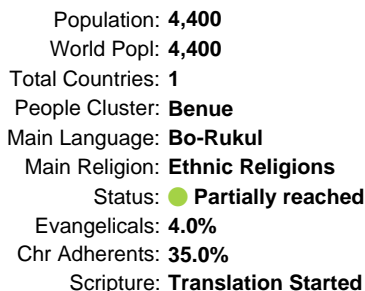 Population: 4,400
World Popl: 4,400
Total Countries: 1
People Cluster: Benue
Main Language: Bo-Rukul
Main Religion: Ethnic Religions
Status: Partially reached
Evangelicals: 4.0%
Chr Adherents: 35.0%
Scripture: Translation Started